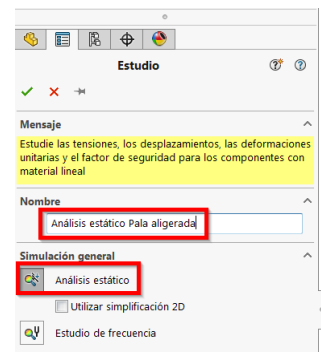 Estudio
Mensaje
Estudie las tensiones, los desplazamientos, las deformaciones
unitarias y el factor de seguridad para los componentes con
material lineal
Nombre
Análisis estático Pala aligerada
Simulación general
Análisis estático
Utilizar simplificación 2D
Estudio de frecuencia